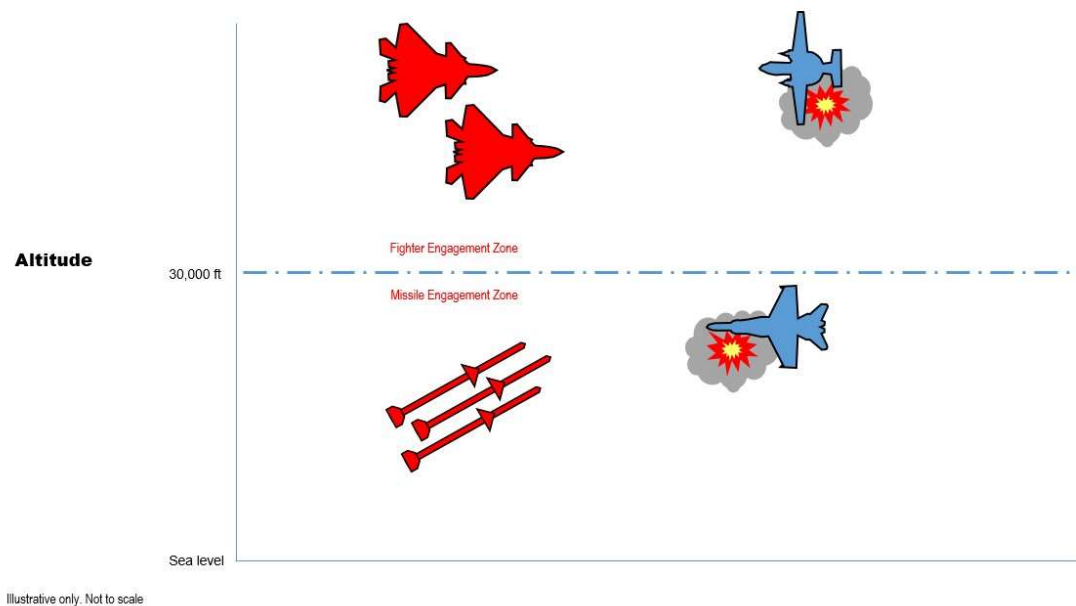 Fighter Engagement Zone
Altitude
30,000 ft
Missile Engagement Zone
Sea level
Illustrative only. Not to scale